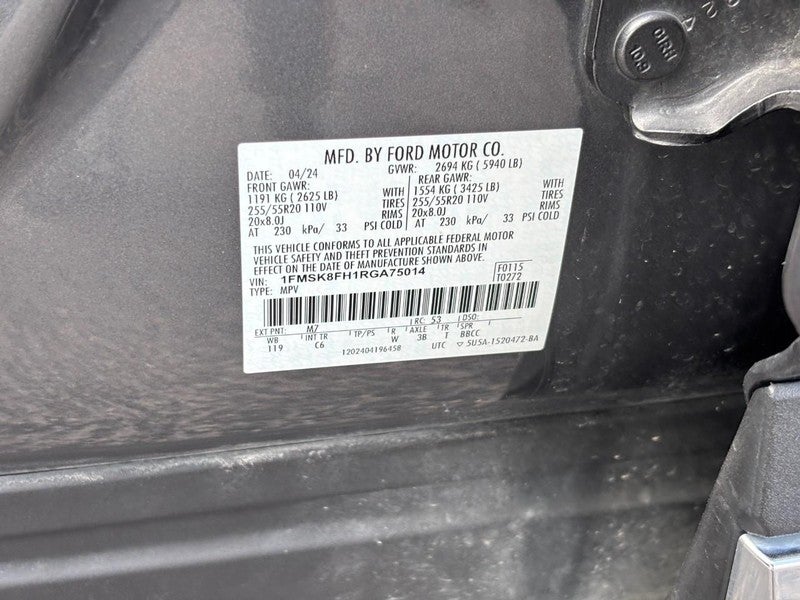 CIRH
10.9
MFD. BY FORD MOTOR CO.
DATE: 04/24 GVWR: 2694 KG ( 5940 LB)
FRONT GAWR: REAR GAWR:
1191 KG ( 2625 LB) WITH 1554 KG ( 3425 LB) WITH
255/55R20 110V TIRES 255/55R20 110V TIRES
20x8.0J RIMS 20x8.0J RIMS
AT 230 kPa/ 33 PSI COLD AT 230 kPa/ 33 PSI COLD
THIS VEHICLE CONFORMS TO ALL APPLICABLE FEDERAL MOTOR
VEHICLE SAFETY AND THEFT PREVENTION STANDARDS IN
EFFECT ON THE DATE OF MANUFACTURE SHOWN ABOVE.
VIN: 1FMSK8FH1RGA75014 F0115
TYPE: MPV T0272
EXT PNT: M7 RC: 53 DSO:
WB INT TR TP/PS R AXLE TR SPR
119 C6 W 3B T BBCC
1202404196458 UTC ▽ 5U5A-1520472-BA